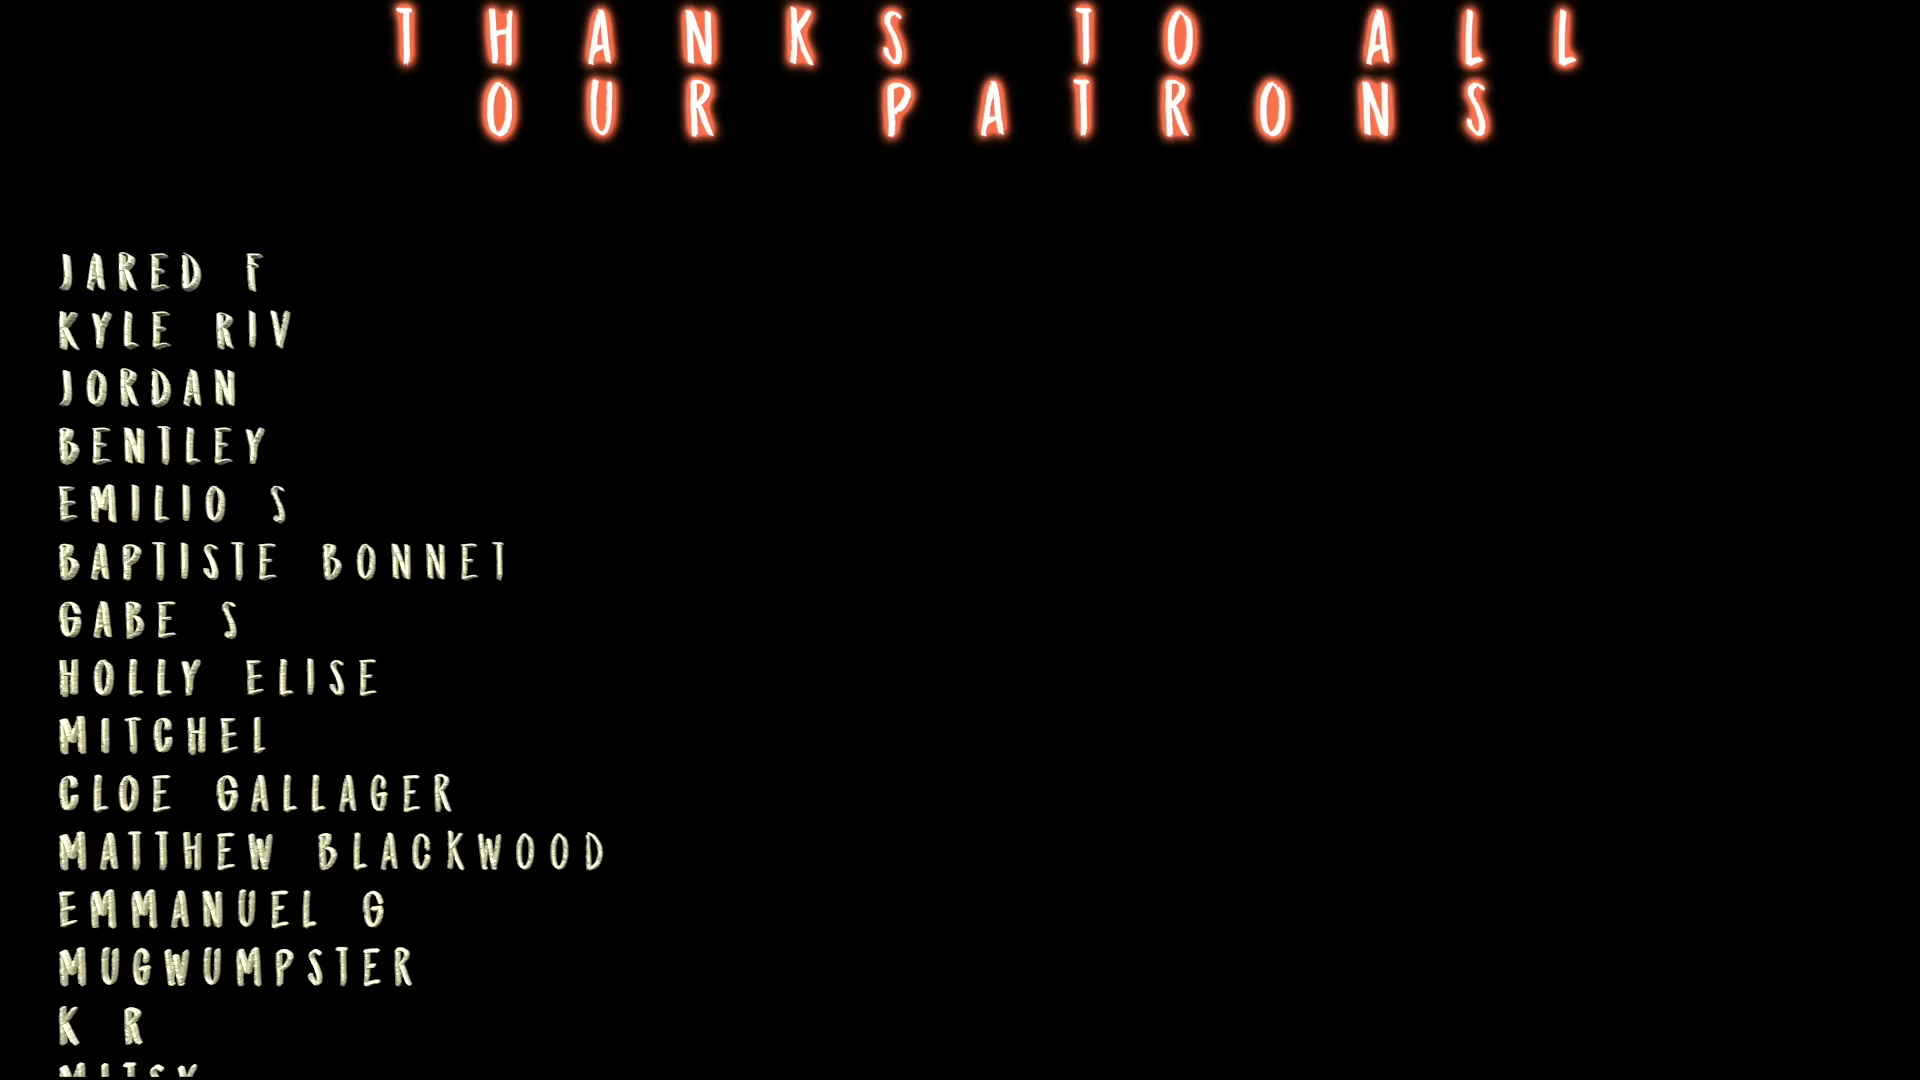 THANKS TO ALL
OUR PATRONS
JARED F
KYLE RIV
JORDAN
BENTLEY
EMILIO S
BAPTISTE BONNET
GABE S
HOLLY ELISE
MITCHEL
CLOE GALLAGER
MATTHEW BLACKWOOD
EMMANUEL G
MUGWUMPSTER
K R